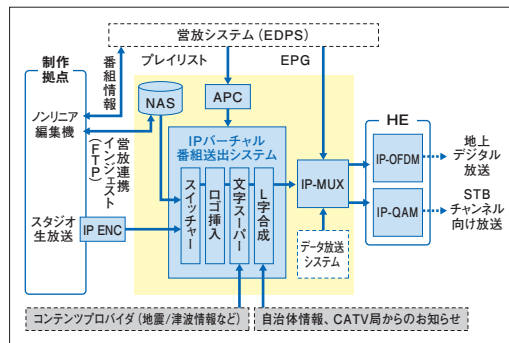 営放システム(EDPS)
制作
拠点
番組情報
プレイリスト
EPG
NAS
APC
ノンリニア
編集機
営放連携
インジェスト
(FTP)
IPバーチャル
番組送出システム
スイッチャー
ロゴ挿入
文字スーパー
L字合成
IP-MUX
HE
IP-OFDM
地上
デジタル
放送
IP-QAM
STB
チャンネル
向け放送
スタジオ
生放送
IP ENC
データ放送
システム
コンテンツプロバイダ(地震/津波情報など)
自治体情報、CATV局からのお知らせ